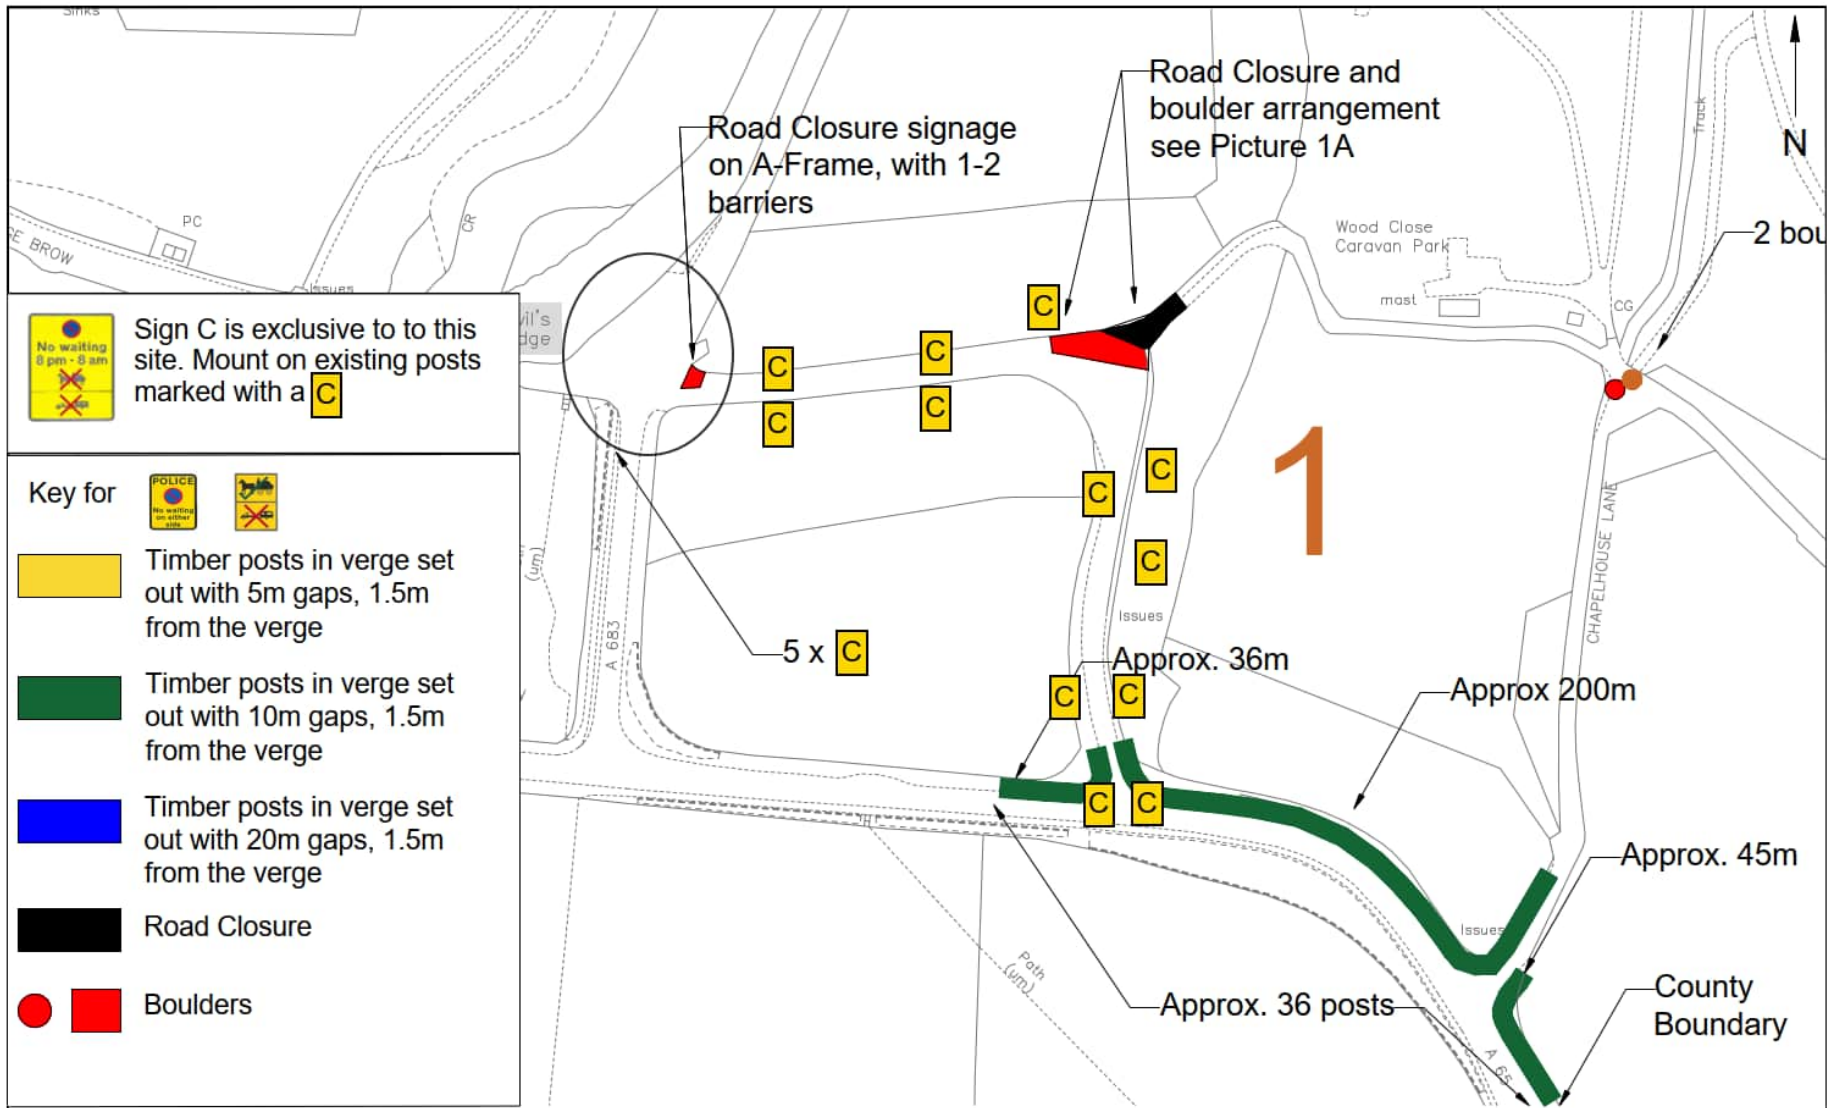 Sinks
PC
GE BROW
CR
Issues
Road Closure signage
on A-Frame, with 1-2
barriers
Road Closure and
boulder arrangement
see Picture 1A
Track
N
Wood Close
Caravan Park
mast
CG
2 bou
vil's
dge
C
C
C
C
C
C
C
C
Issues
1
CHAPELHOUSE LANE
(um)
A 683
5 x C
Approx. 36m
C
C
Approx 200m
C
C
Approx. 45m
Issues
Path
(um)
Approx. 36 posts
A 65
County
Boundary
No waiting
8 pm - 8 am
Sign C is exclusive to to this
site. Mount on existing posts
marked with a C
Key for
POLICE
No waiting
on either
side
Timber posts in verge set
out with 5m gaps, 1.5m
from the verge
Timber posts in verge set
out with 10m gaps, 1.5m
from the verge
Timber posts in verge set
out with 20m gaps, 1.5m
from the verge
Road Closure
Boulders